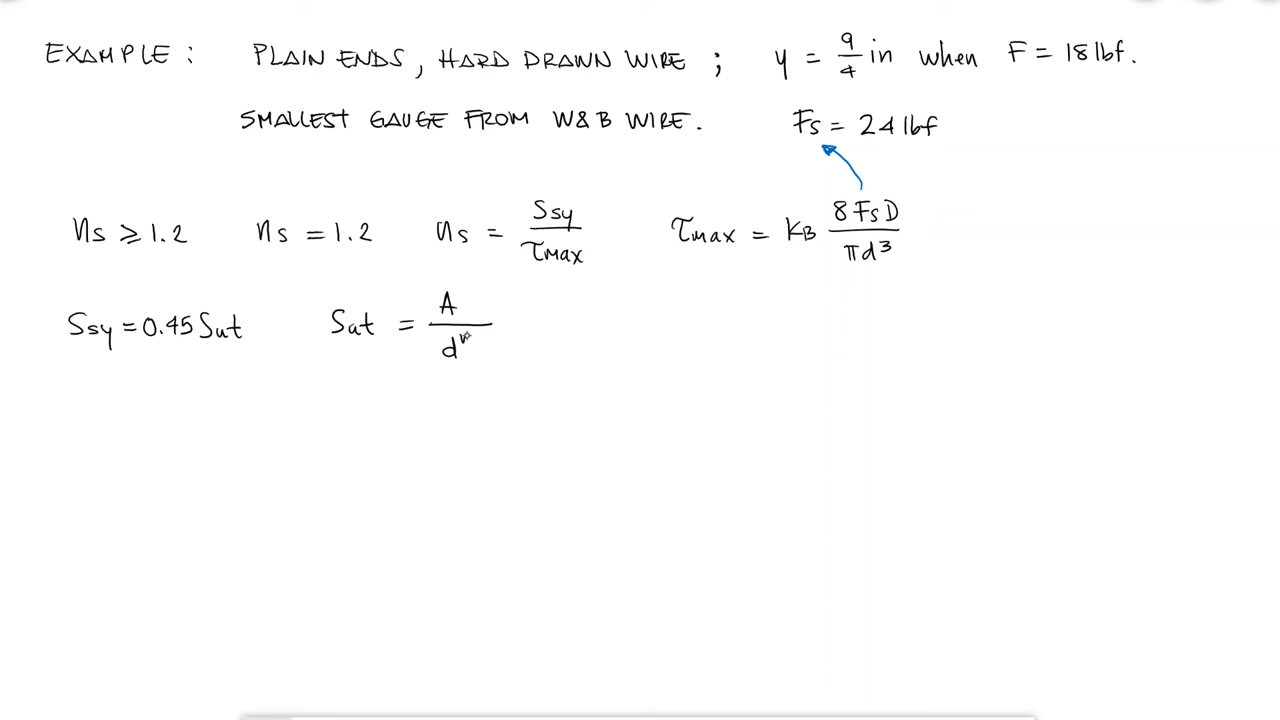 EXAMPLE : PLAIN ENDS, HARD DRAWN WIRE ; y = 9/4 in when F = 18 lbf.
SMALLEST GAUGE FROM W&B WIRE. Fs = 24 lbf
ns ≥ 1.2 ns = 1.2 ns = Ssy/τmax τmax = KB 8FsD/πd³
Ssy = 0.45 Sut Sut = A/d^m